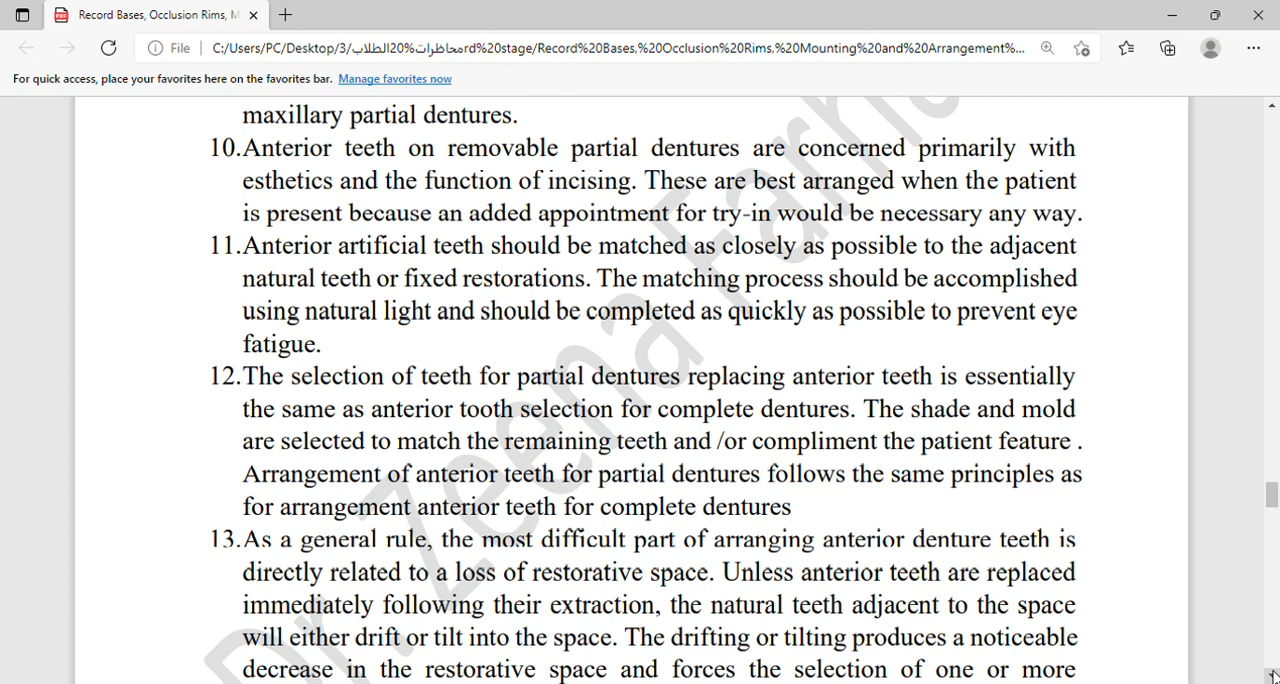 Record Bases, Occlusion Rims, M
File
C:/Users/PC/Desktop/3/محاظرات%20الطلابrd%20stage/Record%20Bases,%20Occlusion%20Rims,%20Mounting%20and%20Arrangement%...
For quick access, place your favorites here on the favorites bar. Manage favorites now
maxillary partial dentures.
10.Anterior teeth on removable partial dentures are concerned primarily with
esthetics and the function of incising. These are best arranged when the patient
is present because an added appointment for try-in would be necessary any way.
11.Anterior artificial teeth should be matched as closely as possible to the adjacent
natural teeth or fixed restorations. The matching process should be accomplished
using natural light and should be completed as quickly as possible to prevent eye
fatigue.
12.The selection of teeth for partial dentures replacing anterior teeth is essentially
the same as anterior tooth selection for complete dentures. The shade and mold
are selected to match the remaining teeth and /or compliment the patient feature .
Arrangement of anterior teeth for partial dentures follows the same principles as
for arrangement anterior teeth for complete dentures
13.As a general rule, the most difficult part of arranging anterior denture teeth is
directly related to a loss of restorative space. Unless anterior teeth are replaced
immediately following their extraction, the natural teeth adjacent to the space
will either drift or tilt into the space. The drifting or tilting produces a noticeable
decrease in the restorative space and forces the selection of one or more
Dr. Zeena Farha